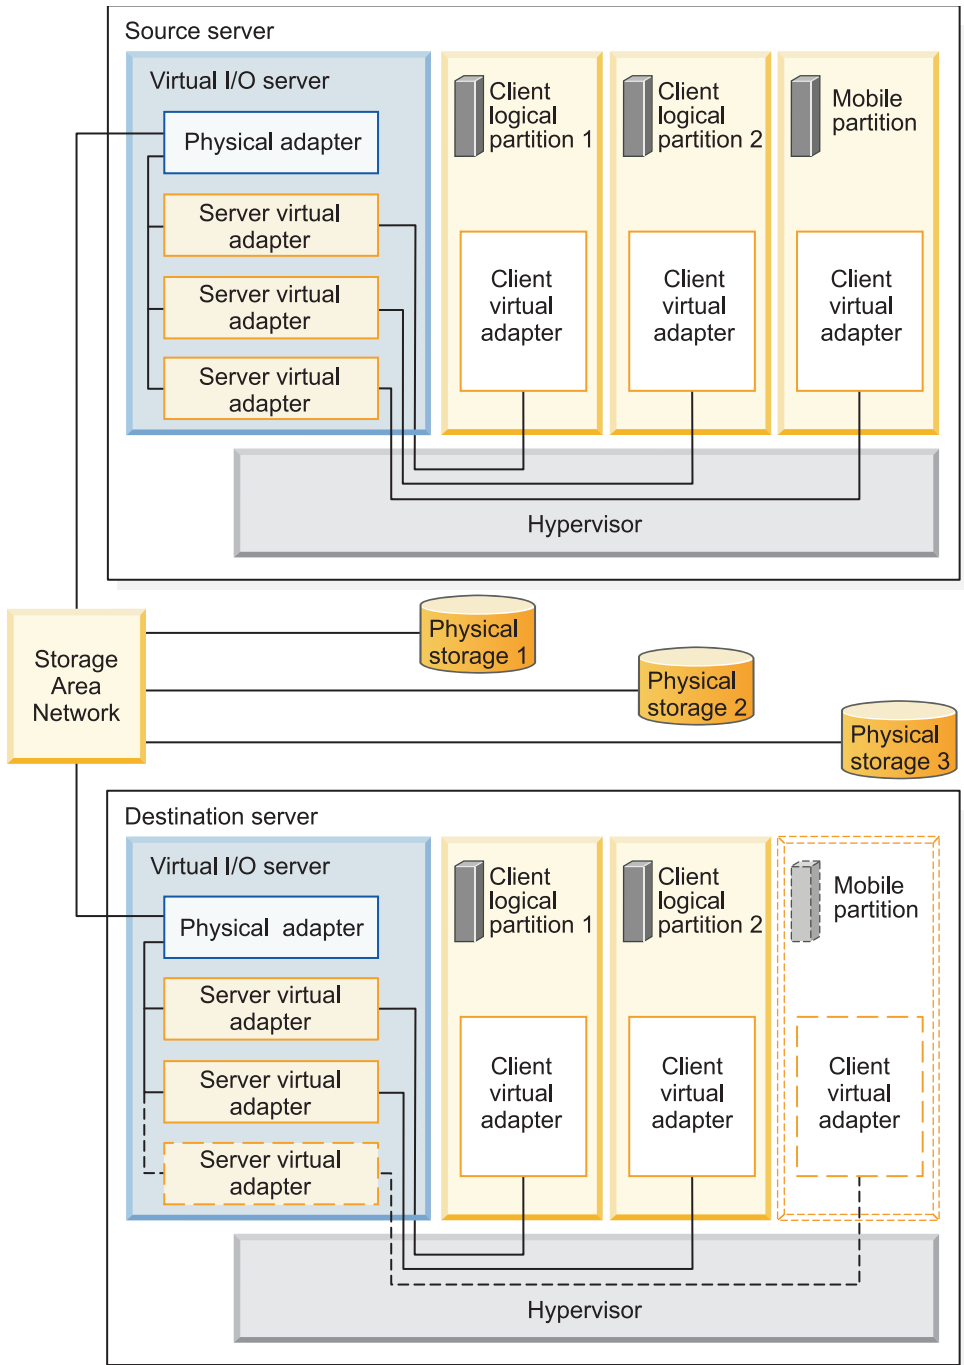 Source server
Virtual I/O server
Physical adapter
Server virtual
adapter
Server virtual
adapter
Server virtual
adapter
Client
logical
partition 1
Client
virtual
adapter
Client
logical
partition 2
Client
virtual
adapter
Mobile
partition
Client
virtual
adapter
Hypervisor
Storage
Area
Network
Physical
storage 1
Physical
storage 2
Physical
storage 3
Destination server
Virtual I/O server
Physical adapter
Server virtual
adapter
Server virtual
adapter
Server virtual
adapter
Client
logical
partition 1
Client
virtual
adapter
Client
logical
partition 2
Client
virtual
adapter
Mobile
partition
Client
virtual
adapter
Hypervisor